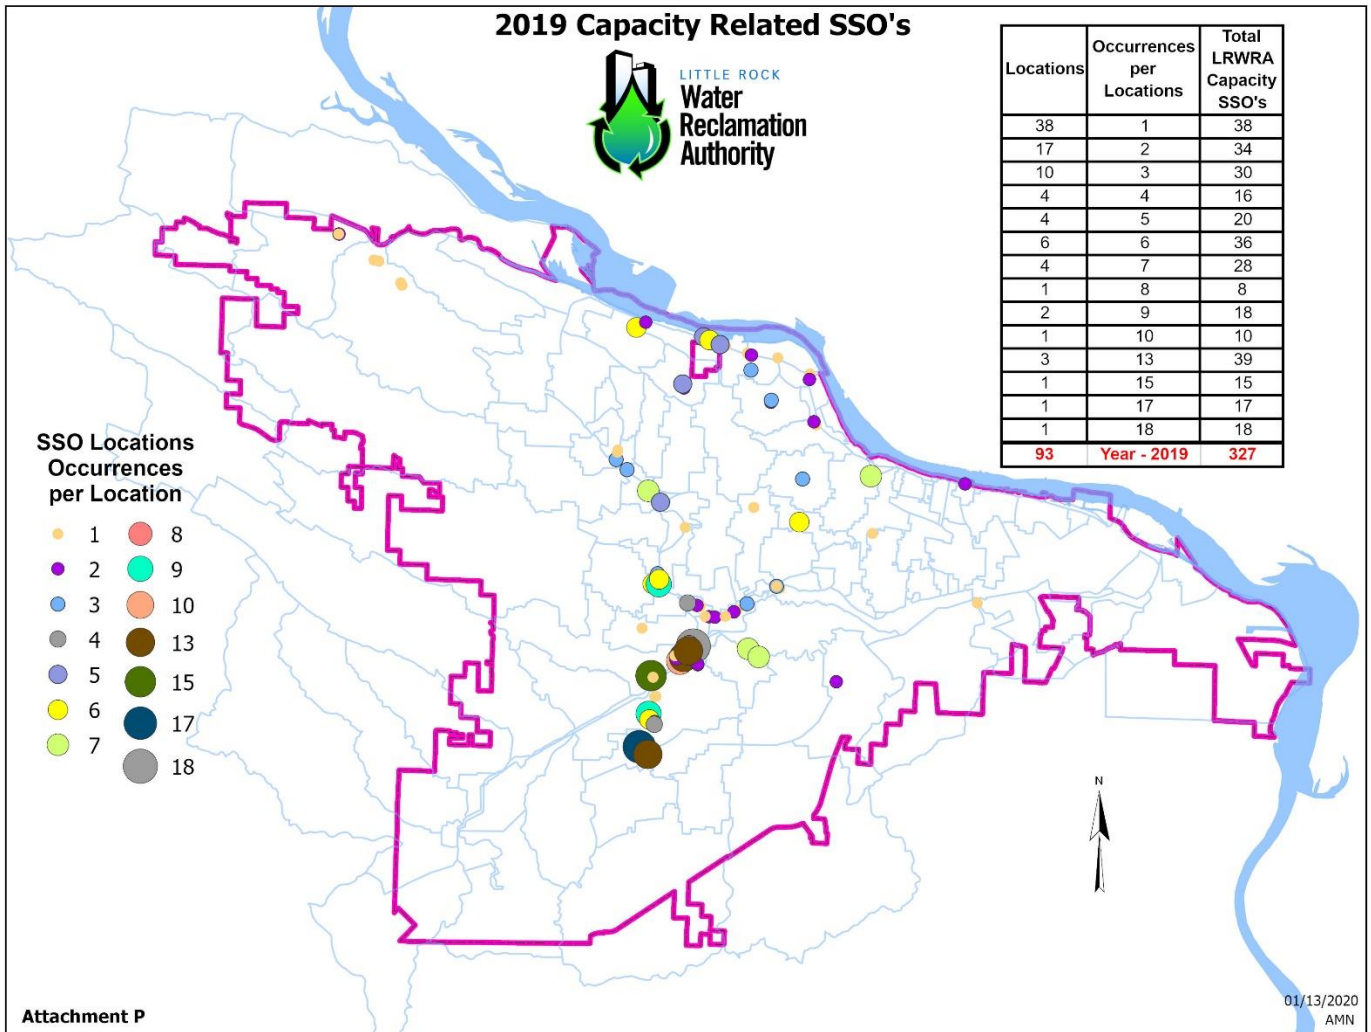 2019 Capacity Related SSO's
LITTLE ROCK
Water
Reclamation
Authority
Locations Occurrences per Locations Total LRWRA Capacity SSO's
38 1 38
17 2 34
10 3 30
4 4 16
4 5 20
6 6 36
4 7 28
1 8 8
2 9 18
1 10 10
3 13 39
1 15 15
1 17 17
1 18 18
93 Year - 2019 327
SSO Locations
Occurrences
per Location
1 8
2 9
3 10
4 13
5 15
6 17
7 18
N
Attachment P
01/13/2020
AMN